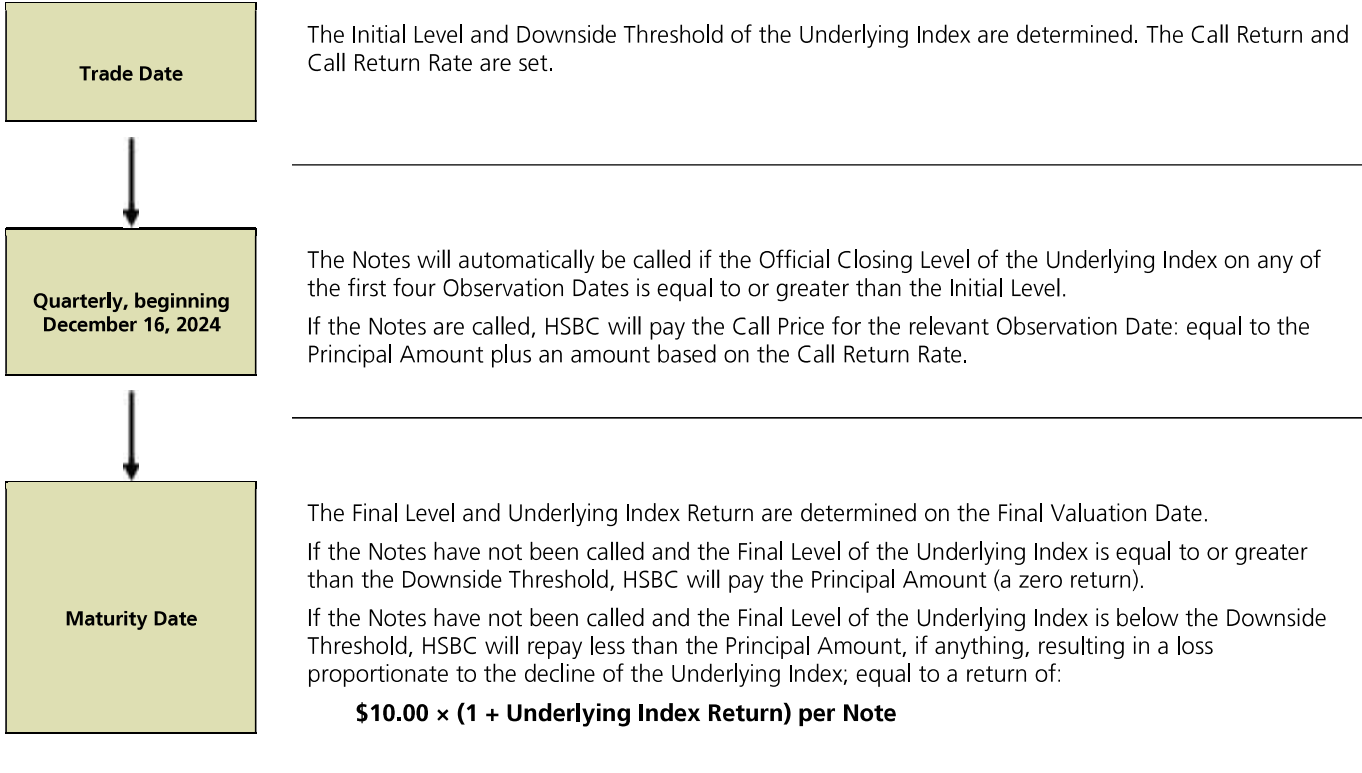 Trade Date
The Initial Level and Downside Threshold of the Underlying Index are determined. The Call Return and
Call Return Rate are set.
Quarterly, beginning
December 16, 2024
The Notes will automatically be called if the Official Closing Level of the Underlying Index on any of
the first four Observation Dates is equal to or greater than the Initial Level.
If the Notes are called, HSBC will pay the Call Price for the relevant Observation Date: equal to the
Principal Amount plus an amount based on the Call Return Rate.
Maturity Date
The Final Level and Underlying Index Return are determined on the Final Valuation Date.
If the Notes have not been called and the Final Level of the Underlying Index is equal to or greater
than the Downside Threshold, HSBC will pay the Principal Amount (a zero return).
If the Notes have not been called and the Final Level of the Underlying Index is below the Downside
Threshold, HSBC will repay less than the Principal Amount, if anything, resulting in a loss
proportionate to the decline of the Underlying Index; equal to a return of:
$10.00 × (1 + Underlying Index Return) per Note